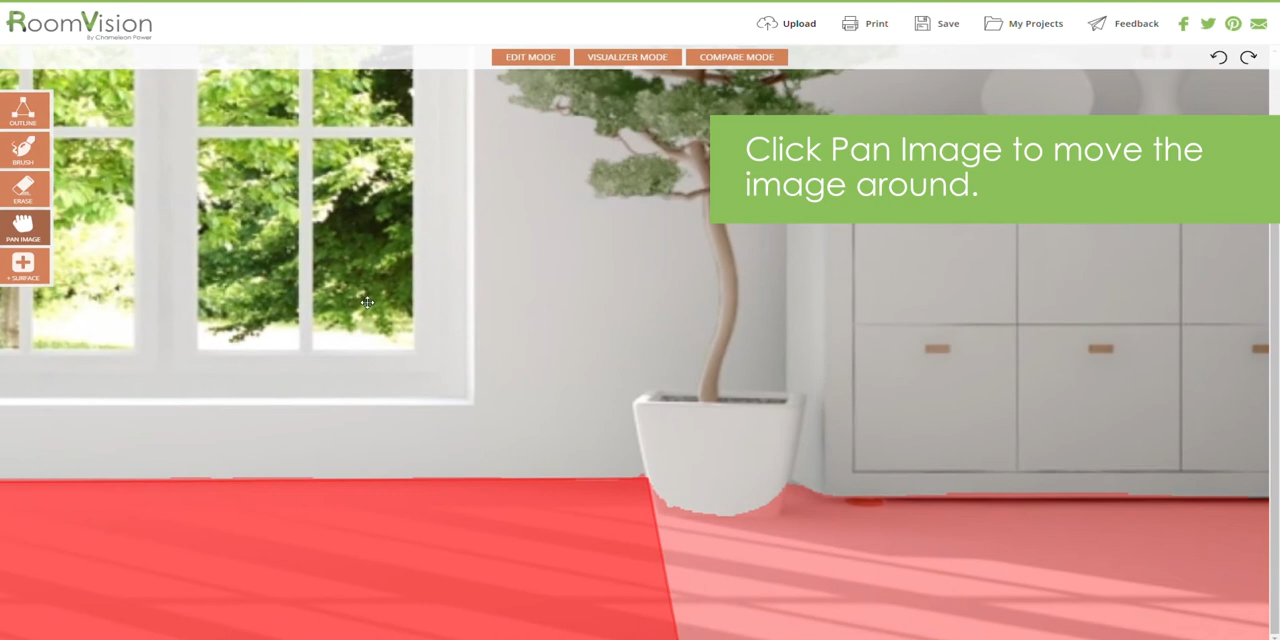 RoomVision
By Chameleon Power
Upload
Print
Save
My Projects
Feedback
EDIT MODE
VISUALIZER MODE
COMPARE MODE
OUTLINE
BRUSH
ERASE
PAN IMAGE
+ SURFACE
Click Pan Image to move the
image around.